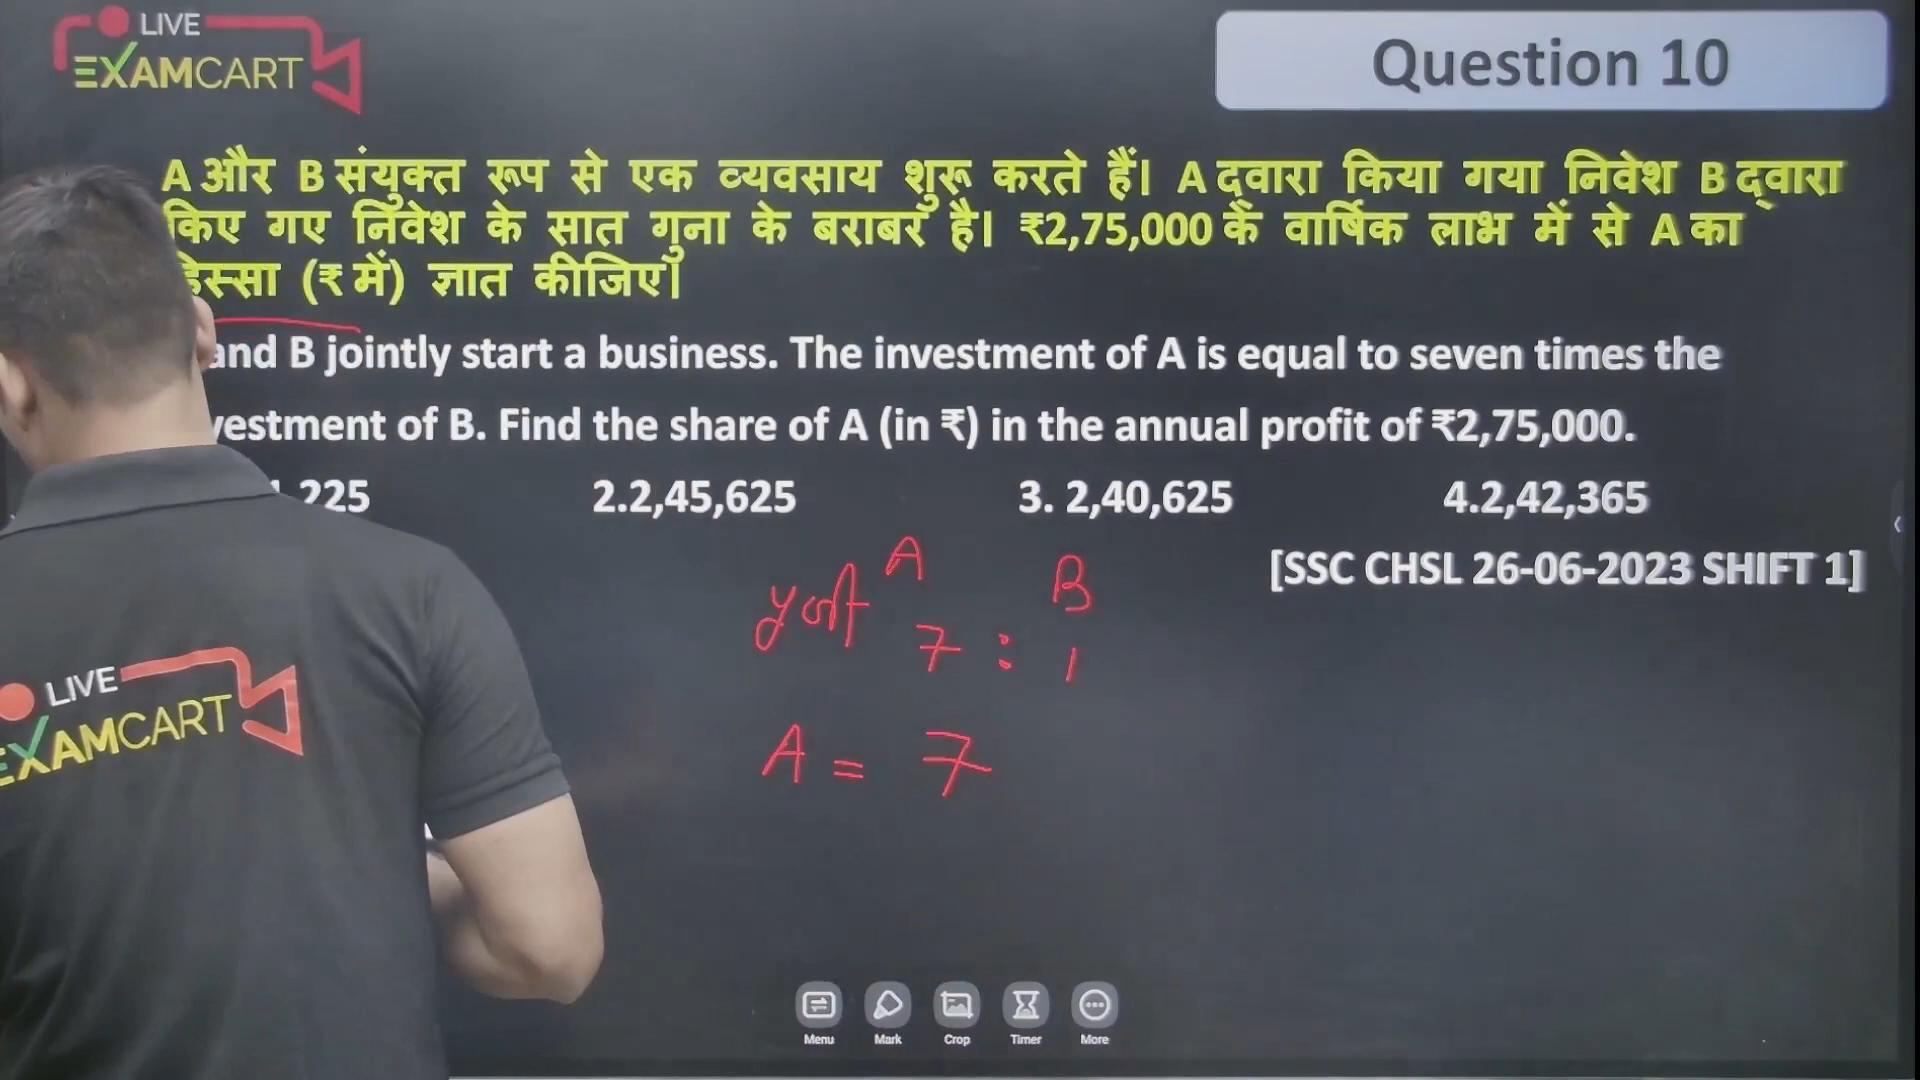 LIVE
EXAMCART
Question 10
A और B संयुक्त रूप से एक व्यवसाय शुरू करते हैं। A द्वारा किया गया निवेश B द्वारा
किए गए निवेश के सात गुना के बराबर है। ₹2,75,000 के वार्षिक लाभ में से A का
(₹ में) ज्ञात कीजिए।
and B jointly start a business. The investment of A is equal to seven times the
of B. Find the share of A (in ₹) in the annual profit of ₹2,75,000.
225 2.2,45,625 3. 2,40,625 4.2,42,365
[SSC CHSL 26-06-2023 SHIFT 1]
A B
7 : 1
A = 7
LIVE
EXAMCART
Menu Mark Crop Timer More